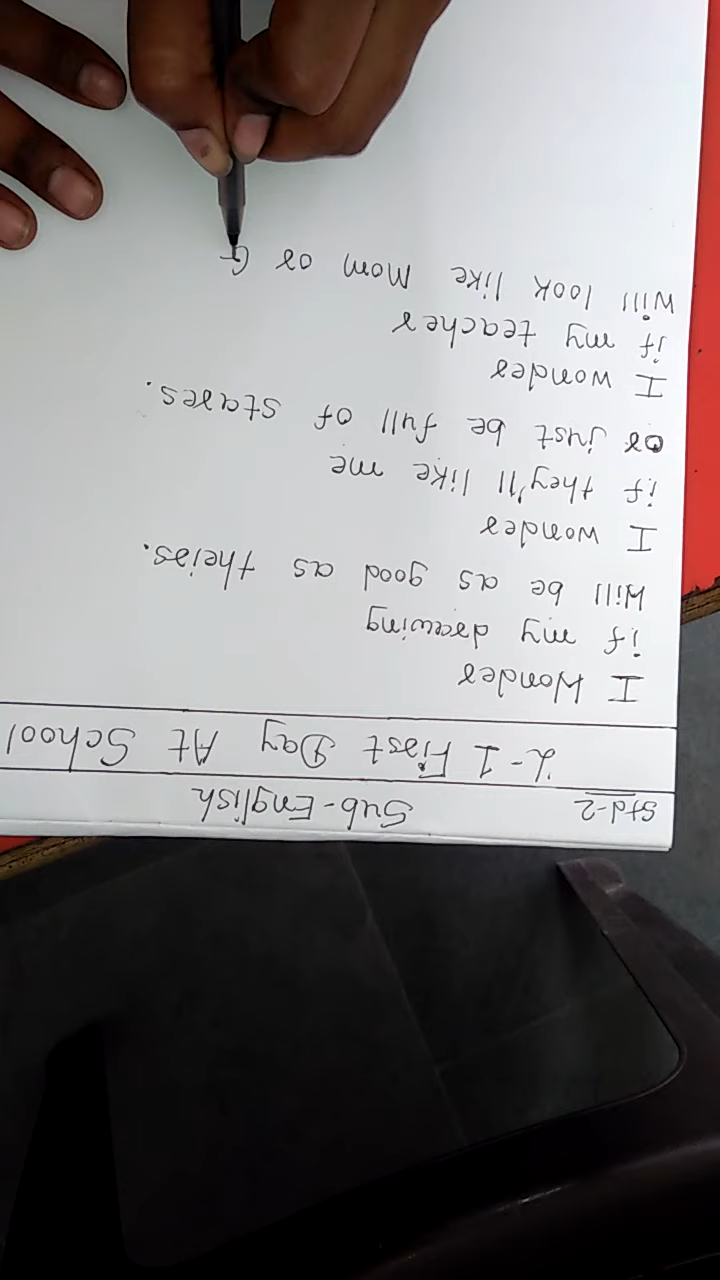 Std-2 Sub-English
L-1 First Day At School
I Wonder
if my drawing
Will be as good as theirs.
I wonder
if they'll like me
or just be full of stares.
I wonder
if my teacher
Will look like Mom or G